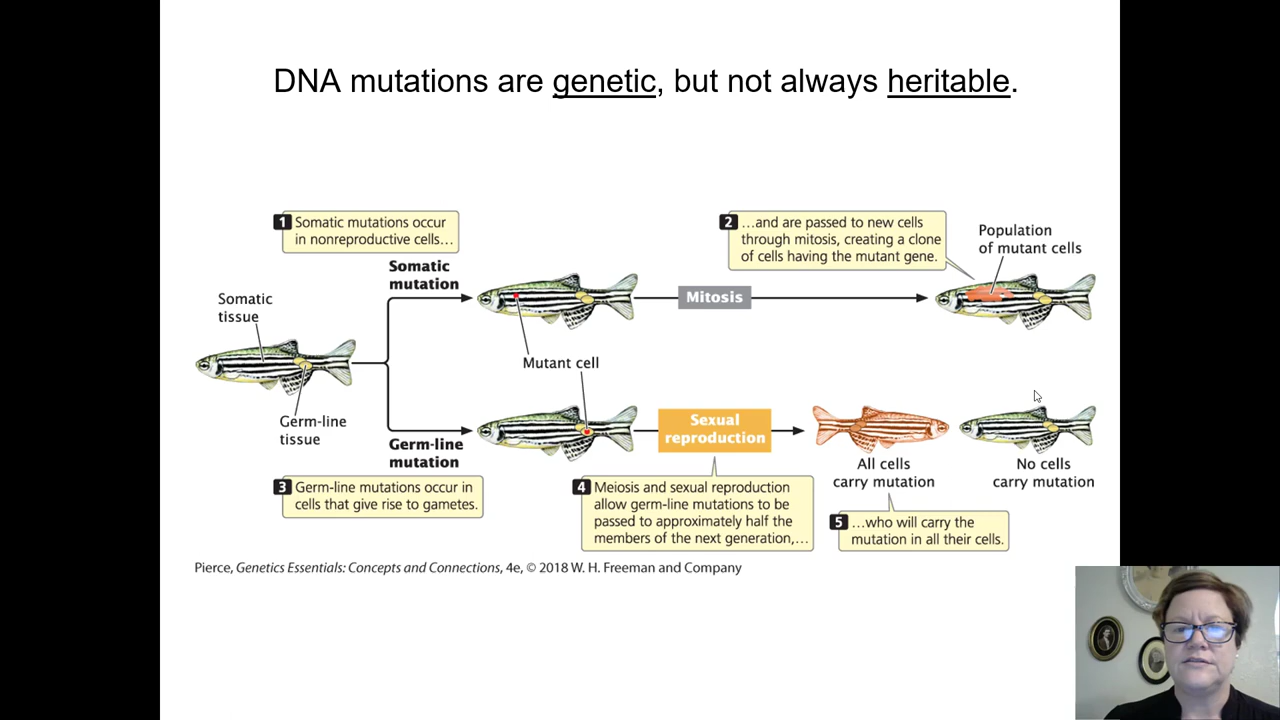 DNA mutations are genetic, but not always heritable.
1 Somatic mutations occur
in nonreproductive cells…
2 …and are passed to new cells
through mitosis, creating a clone
of cells having the mutant gene.
Population
of mutant cells
Somatic
mutation
Somatic
tissue
Mitosis
Mutant cell
Germ-line
tissue
Germ-line
mutation
Sexual
reproduction
All cells
carry mutation
No cells
carry mutation
3 Germ-line mutations occur in
cells that give rise to gametes.
4 Meiosis and sexual reproduction
allow germ-line mutations to be
passed to approximately half the
members of the next generation,…
5 …who will carry the
mutation in all their cells.
Pierce, Genetics Essentials: Concepts and Connections, 4e, © 2018 W. H. Freeman and Company